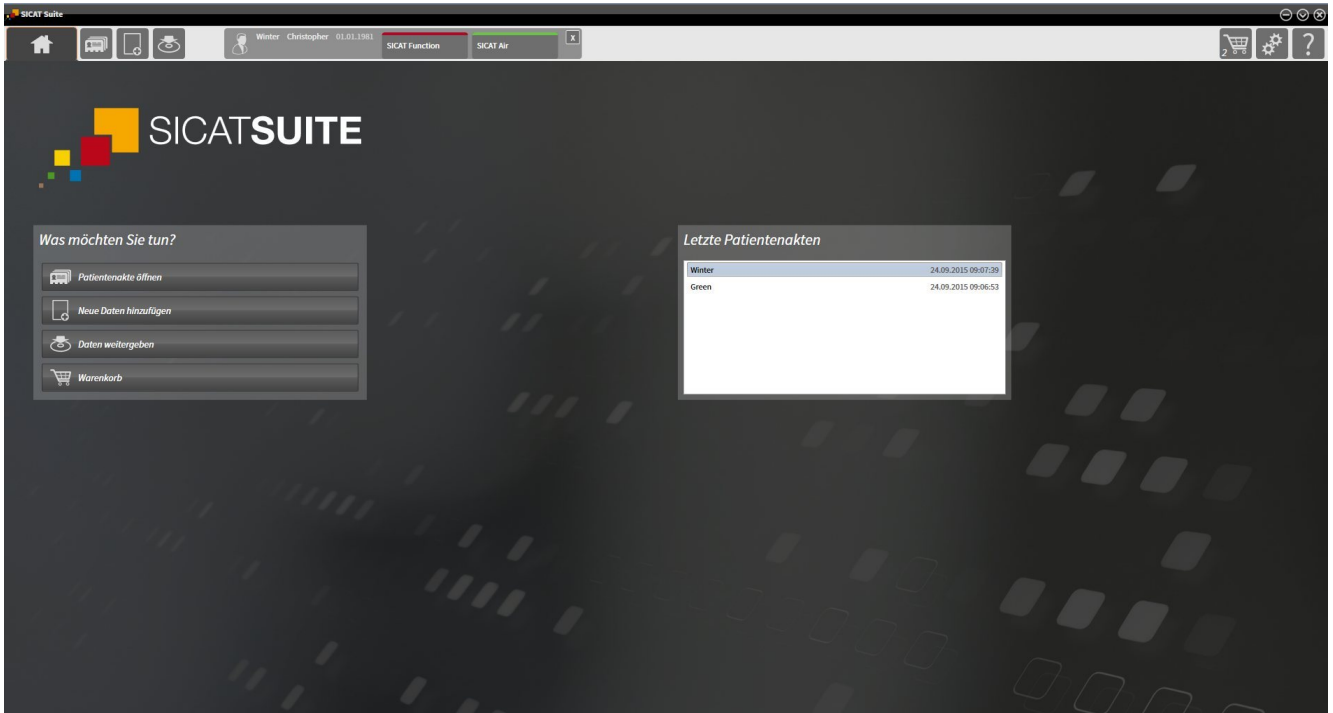 SICAT Suite
Winter Christopher 01.01.1981
SICAT Function
SICAT Air
X
2
?
SICATSUITE
Was möchten Sie tun?
Patientenakte öffnen
Neue Daten hinzufügen
Daten weitergeben
Warenkorb
Letzte Patientenakten
Winter 24.09.2015 09:07:39
Green 24.09.2015 09:06:53